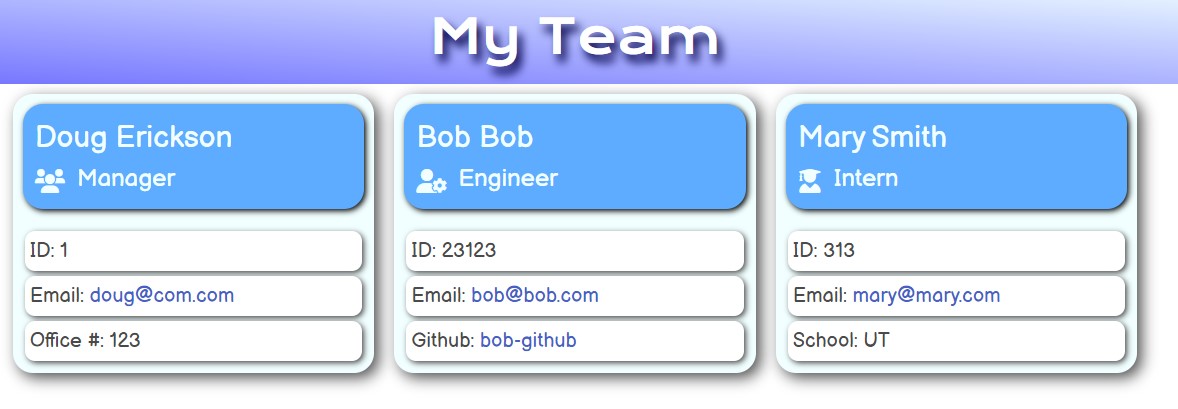 My Team
Doug Erickson
Manager
ID: 1
Email: doug@com.com
Office #: 123
Bob Bob
Engineer
ID: 23123
Email: bob@bob.com
Github: bob-github
Mary Smith
Intern
ID: 313
Email: mary@mary.com
School: UT